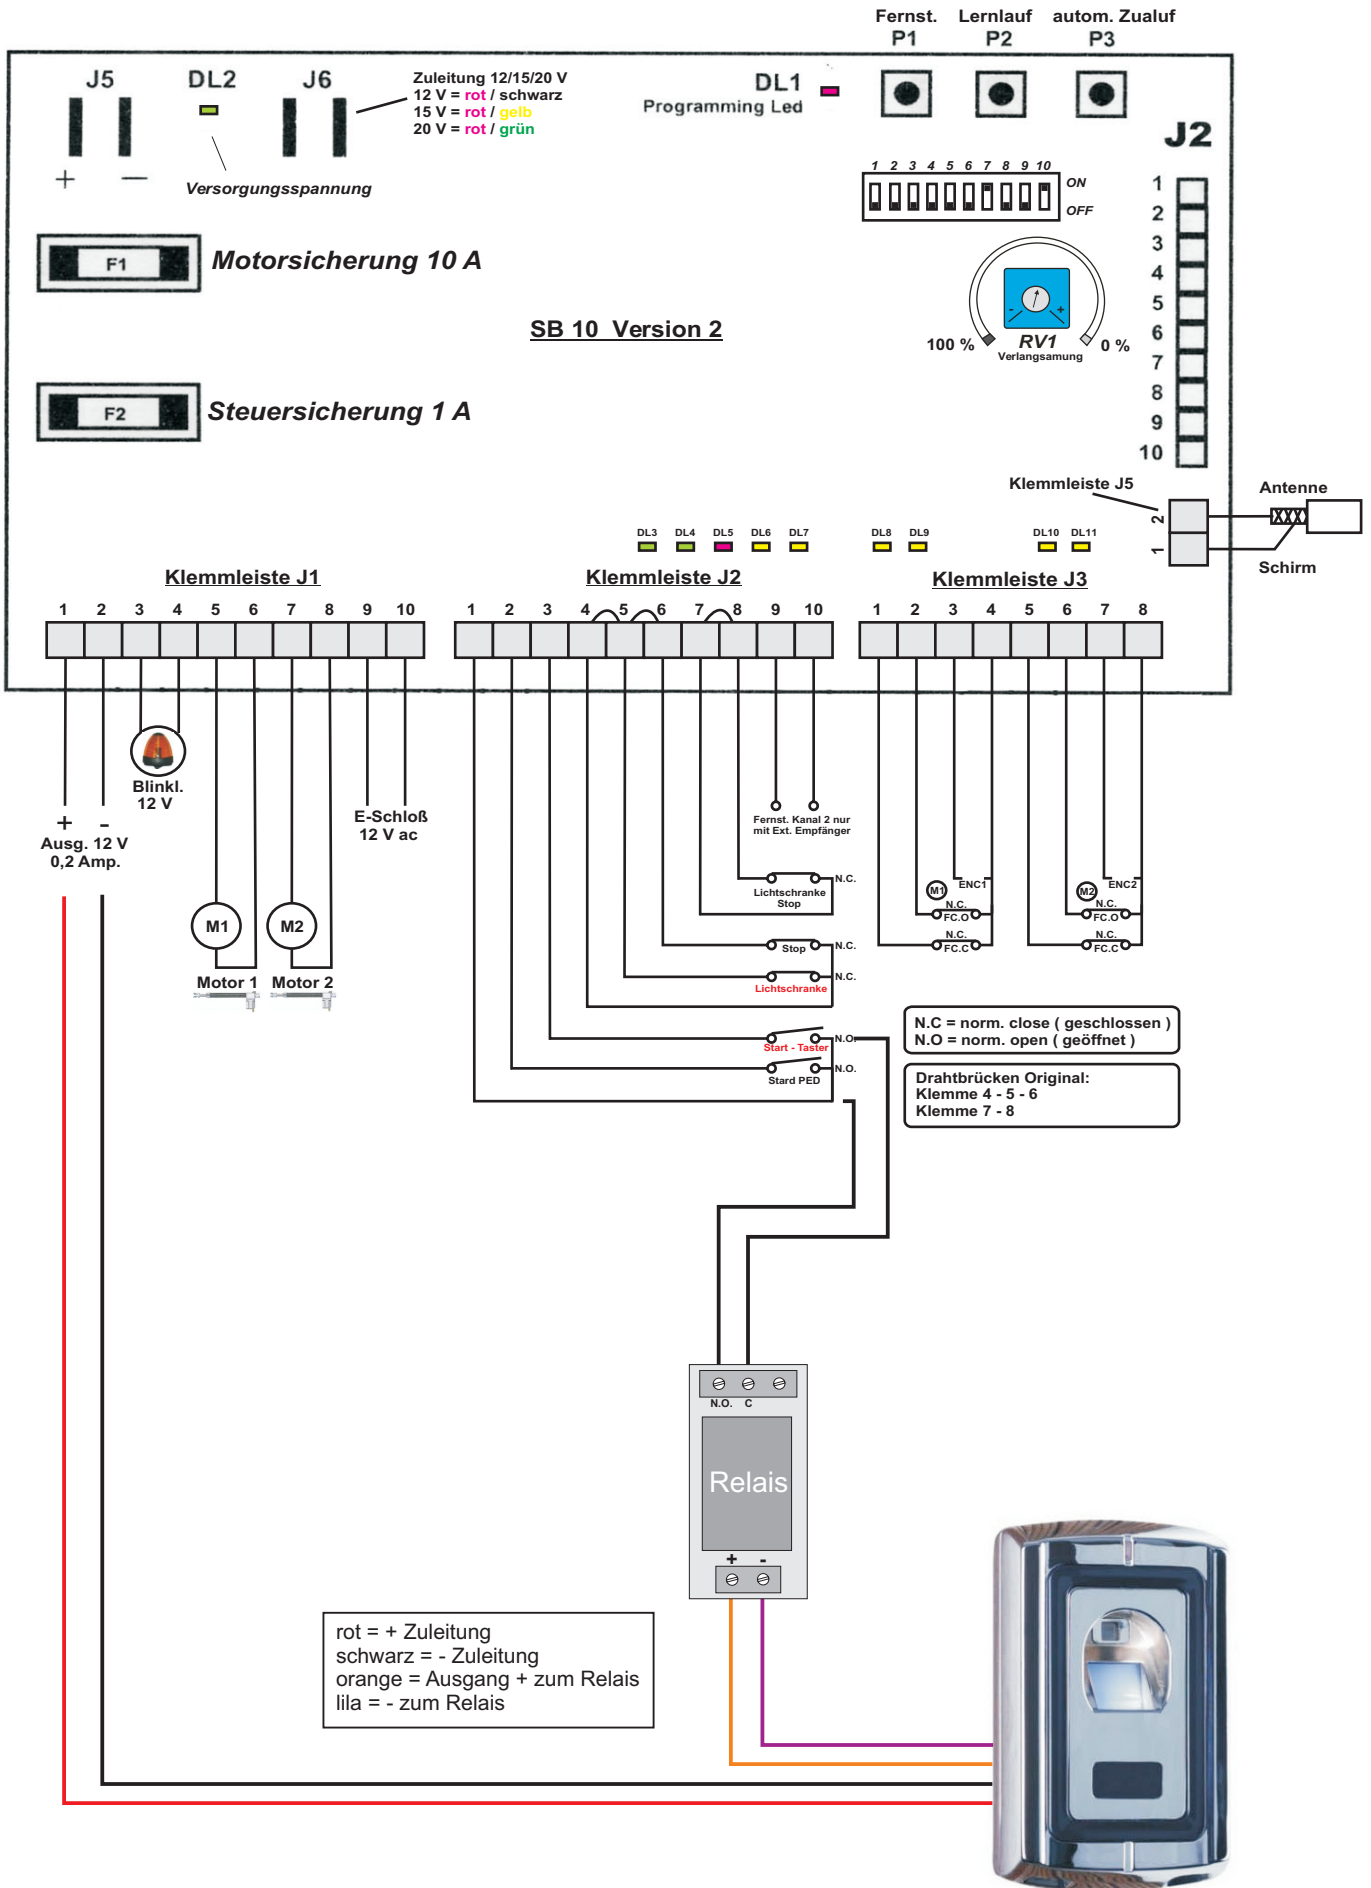 Fernst. Lernlauf autom. Zualuf
P1 P2 P3
J5 DL2 J6
Zuleitung 12/15/20 V
12 V = rot / schwarz
15 V = rot / gelb
20 V = rot / grün
DL1
Programming Led
J2
+ —
Versorgungsspannung
1 2 3 4 5 6 7 8 9 10
ON
OFF
1
2
3
4
5
6
7
8
9
10
F1
Motorsicherung 10 A
SB 10 Version 2
- +
100 % RV1 0 %
Verlangsamung
F2
Steuersicherung 1 A
Klemmleiste J5
2
1
Antenne
Schirm
DL3 DL4 DL5 DL6 DL7 DL8 DL9 DL10 DL11
Klemmleiste J1 Klemmleiste J2 Klemmleiste J3
1 2 3 4 5 6 7 8 9 10
1 2 3 4 5 6 7 8 9 10
1 2 3 4 5 6 7 8
Blinkl.
12 V
+ -
Ausg. 12 V
0,2 Amp.
E-Schloß
12 V ac
Fernst. Kanal 2 nur
mit Ext. Empfänger
N.C.
Lichtschranke
Stop
M1 ENC1
N.C.
FC.O
N.C.
FC.C
M2 ENC2
N.C.
FC.O
N.C.
FC.C
M1 M2
Motor 1 Motor 2
Stop N.C.
N.C.
Lichtschranke
N.O.
Start - Taster
N.O.
Stard PED
N.C = norm. close ( geschlossen )
N.O = norm. open ( geöffnet )
Drahtbrücken Original:
Klemme 4 - 5 - 6
Klemme 7 - 8
N.O. C
Relais
+ -
rot = + Zuleitung
schwarz = - Zuleitung
orange = Ausgang + zum Relais
lila = - zum Relais